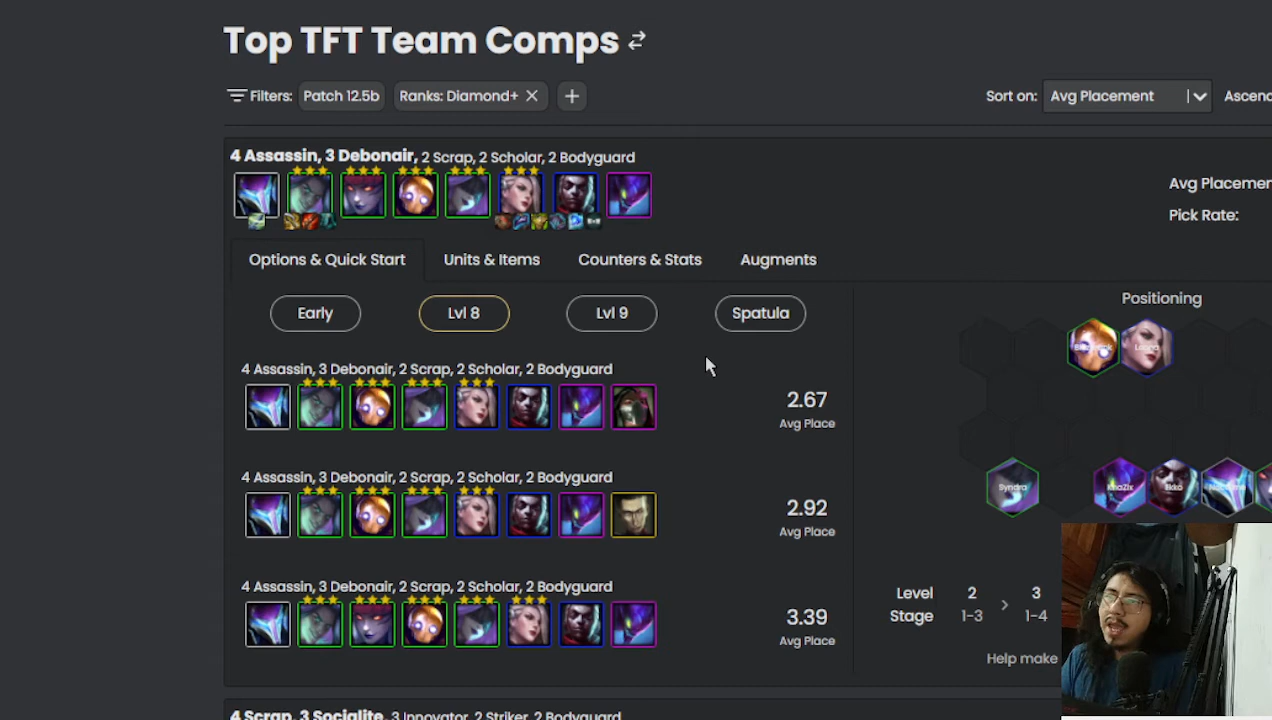 Top TFT Team Comps
Filters: Patch 12.5b Ranks: Diamond+ Sort on: Avg Placement Ascenc
4 Assassin, 3 Debonair, 2 Scrap, 2 Scholar, 2 Bodyguard
Avg Placemen
Pick Rate:
Options & Quick Start Units & Items Counters & Stats Augments
Positioning
Early Lvl 8 Lvl 9 Spatula
4 Assassin, 3 Debonair, 2 Scrap, 2 Scholar, 2 Bodyguard
2.67
Avg Place
4 Assassin, 3 Debonair, 2 Scrap, 2 Scholar, 2 Bodyguard
2.92
Avg Place
Syndra
4 Assassin, 3 Debonair, 2 Scrap, 2 Scholar, 2 Bodyguard
3.39
Avg Place
Level 2 3
Stage 1-3 1-4
Help make
4 Scrap, 3 Socialite, 3 Innovator, 2 Striker, 2 Bodyguard